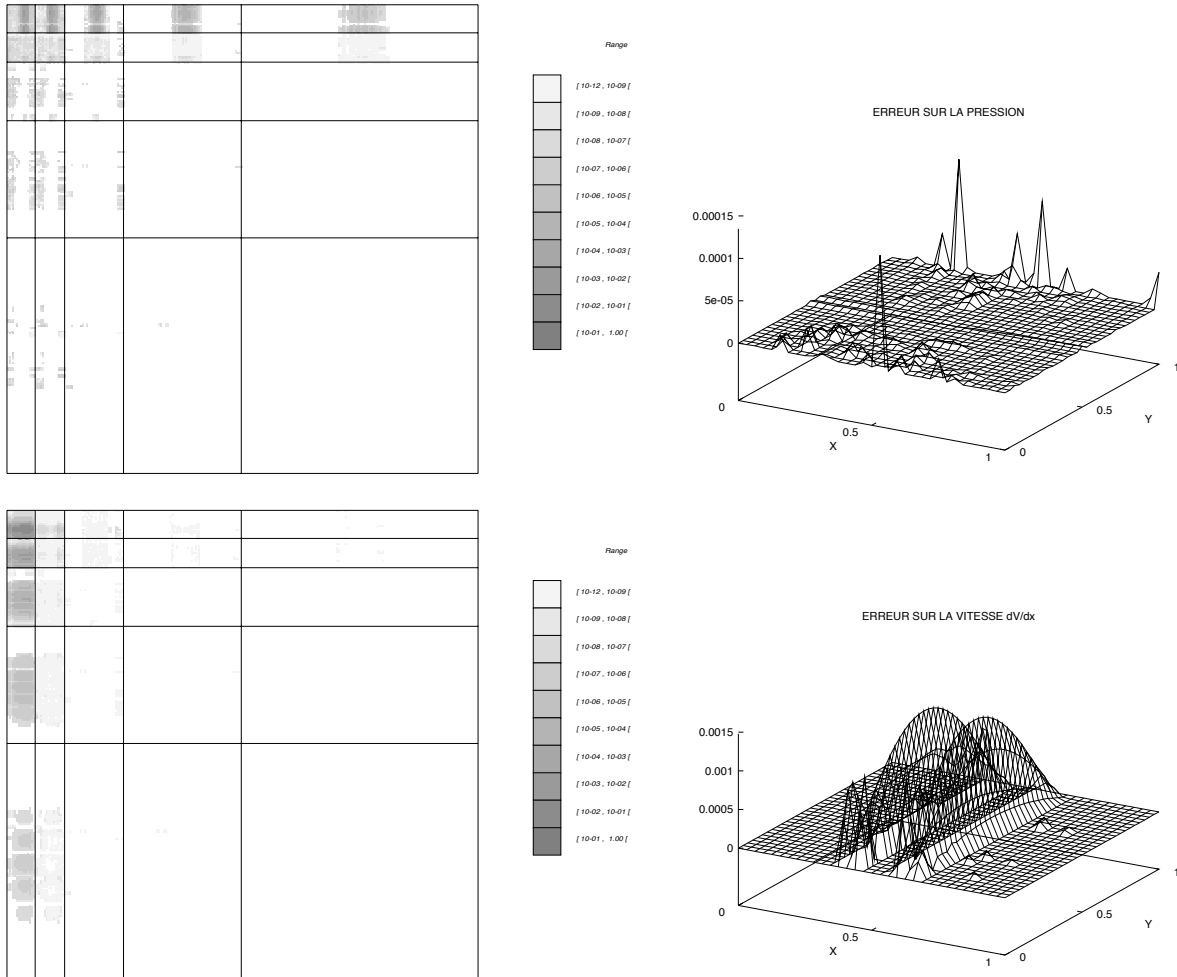 Range
[ 10-12 , 10-09 [
[ 10-09 , 10-08 [
[ 10-08 , 10-07 [
[ 10-07 , 10-06 [
[ 10-06 , 10-05 [
[ 10-05 , 10-04 [
[ 10-04 , 10-03 [
[ 10-03 , 10-02 [
[ 10-02 , 10-01 [
[ 10-01 , 1.00 [
ERREUR SUR LA PRESSION
0.00015
0.0001
5e-05
0
0
0.5
1
X
0
0.5
1
Y
Range
[ 10-12 , 10-09 [
[ 10-09 , 10-08 [
[ 10-08 , 10-07 [
[ 10-07 , 10-06 [
[ 10-06 , 10-05 [
[ 10-05 , 10-04 [
[ 10-04 , 10-03 [
[ 10-03 , 10-02 [
[ 10-02 , 10-01 [
[ 10-01 , 1.00 [
ERREUR SUR LA VITESSE dV/dx
0.0015
0.001
0.0005
0
0
0.5
1
X
0
0.5
1
Y